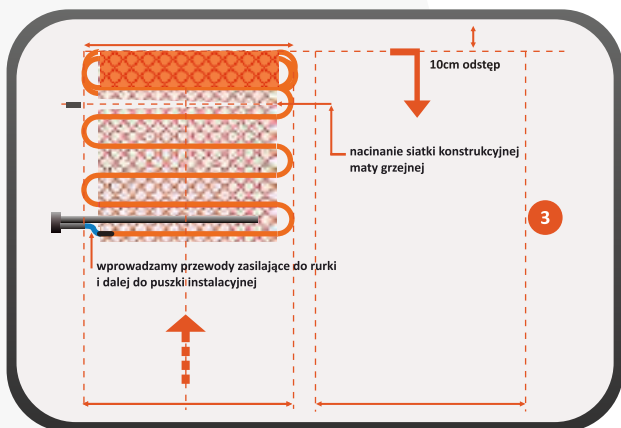 10cm odstęp
nacinanie siatki konstrukcyjnej
maty grzejnej
3
wprowadzamy przewody zasilające do rurki
i dalej do puszki instalacyjnej